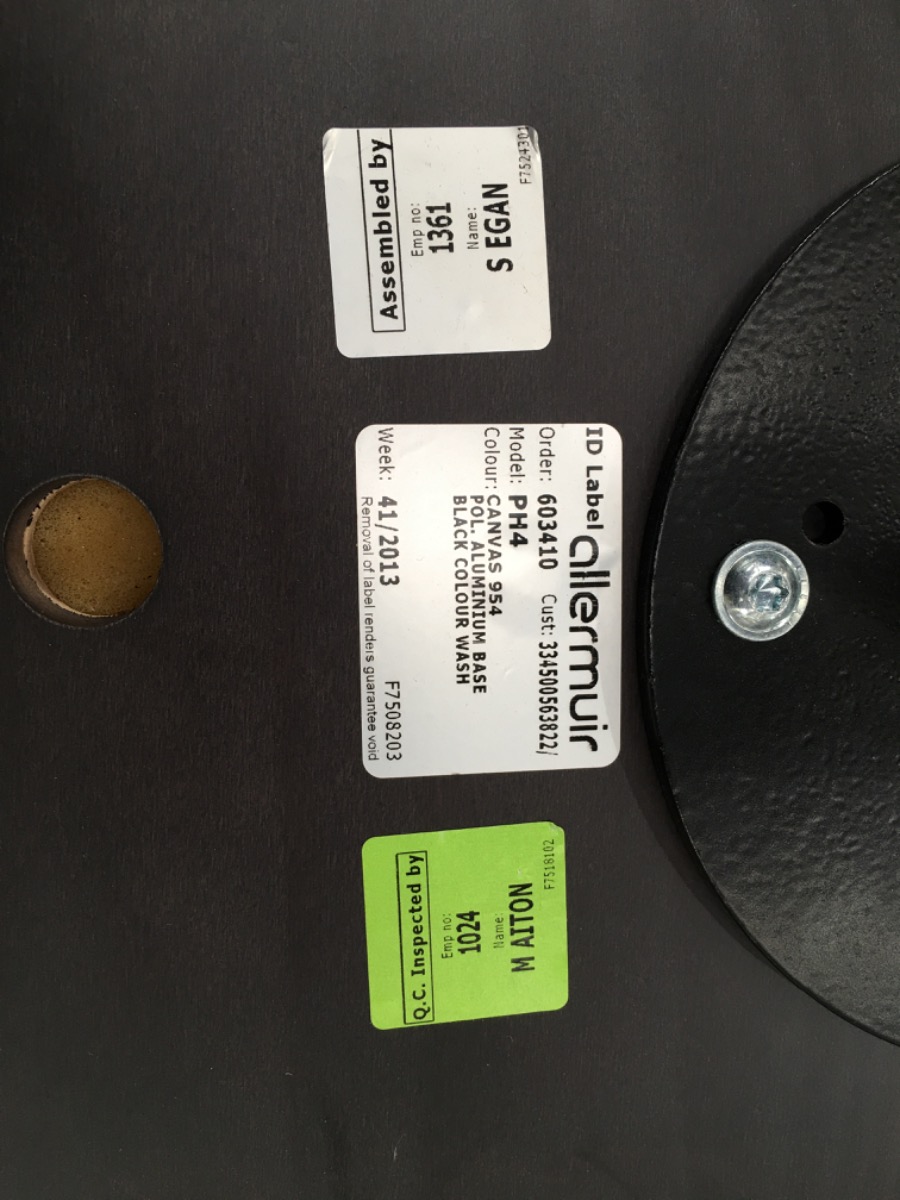 Assembled by
Emp no:
1361
Name:
S EGAN
F7524301
ID Label allermuir
Order: 603410 Cust: 334500563822/
Model: PH4
Colour: CANVAS 954
POL. ALUMINIUM BASE
BLACK COLOUR WASH
Week: 41/2013 F7508203
Removal of label renders guarantee void
Q.C. Inspected by
Emp no:
1024
Name:
M AITON
F7518102